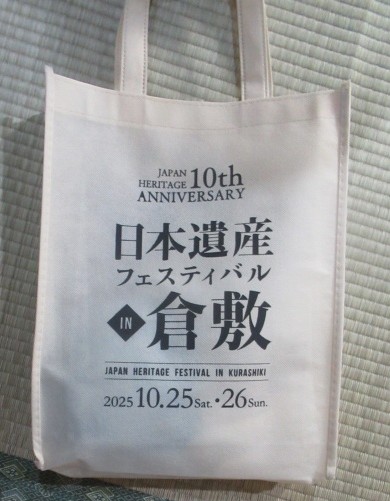 JAPAN
HERITAGE 10th
ANNIVERSARY
日本遺産
フェスティバル
IN 倉敷
JAPAN HERITAGE FESTIVAL IN KURASHIKI
2025 10.25 Sat.・26 Sun.